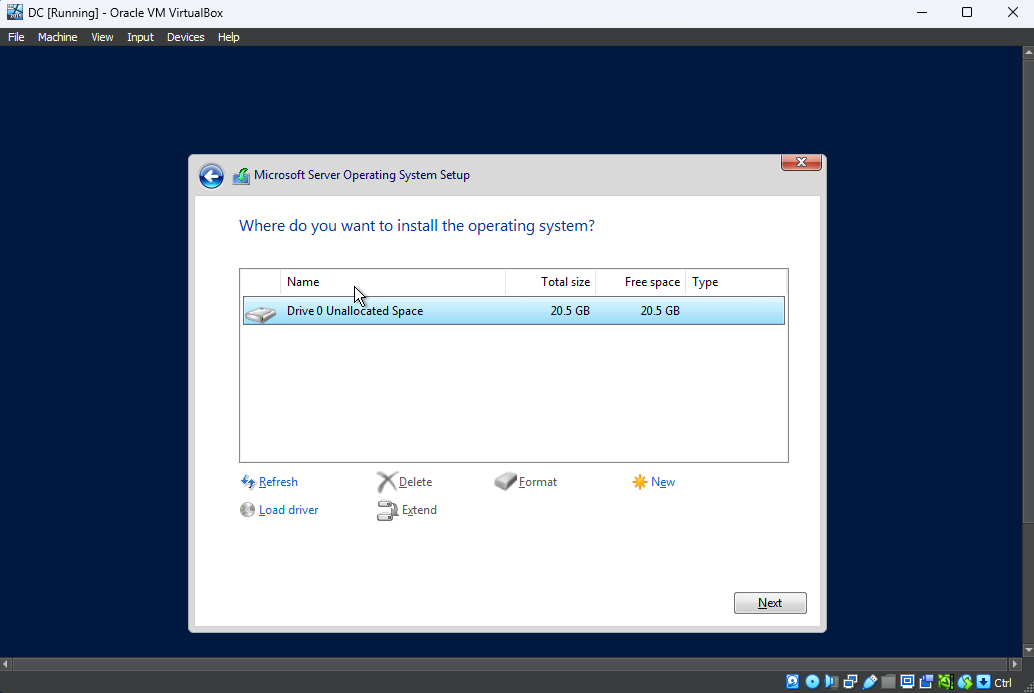 DC [Running] - Oracle VM VirtualBox
File Machine View Input Devices Help
Microsoft Server Operating System Setup
Where do you want to install the operating system?
Name Total size Free space Type
Drive 0 Unallocated Space 20.5 GB 20.5 GB
Refresh Delete Format New
Load driver Extend
Next
Ctrl